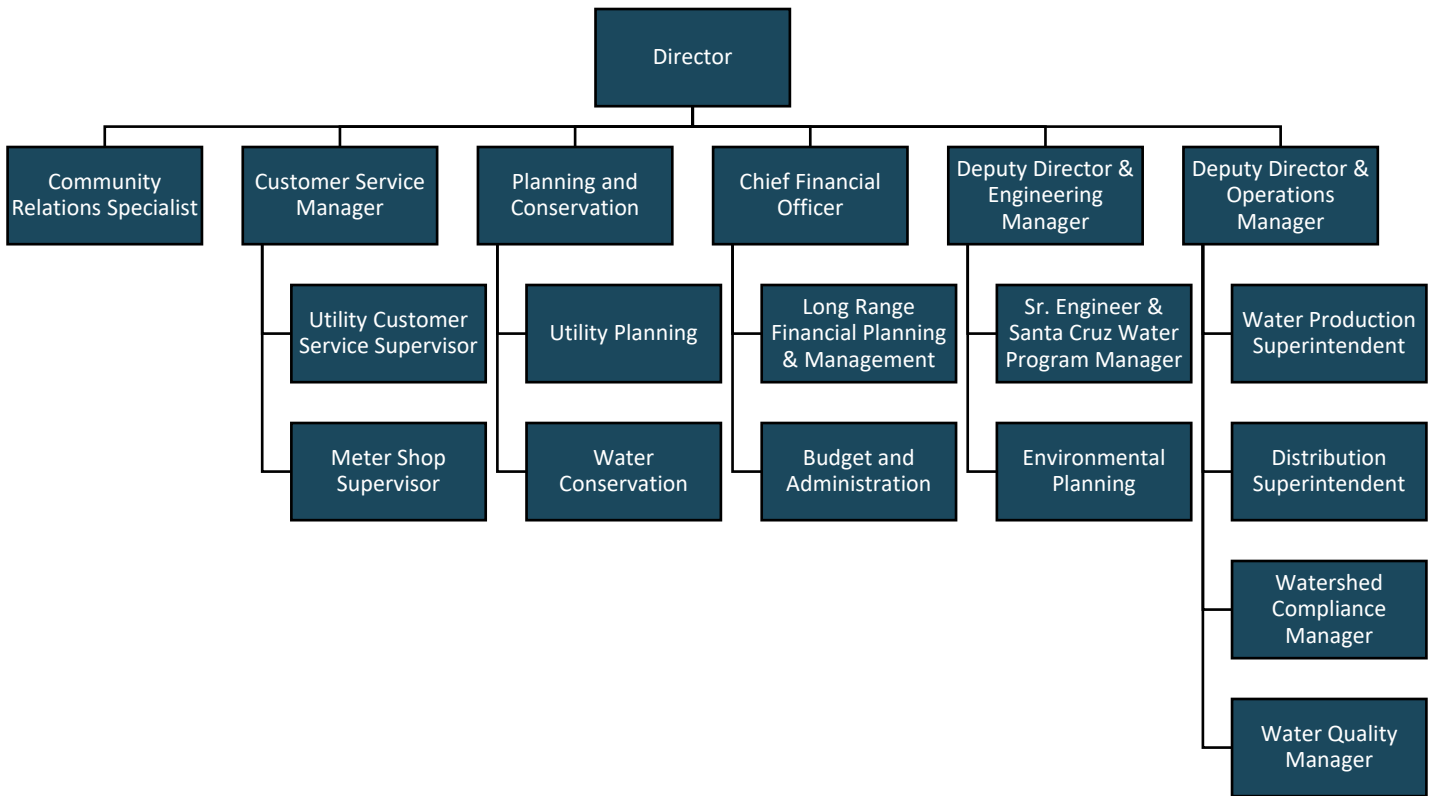 Director
Community
Relations Specialist
Customer Service
Manager
Planning and
Conservation
Chief Financial
Officer
Deputy Director &
Engineering
Manager
Deputy Director &
Operations
Manager
Utility Customer
Service Supervisor
Utility Planning
Long Range
Financial Planning
& Management
Sr. Engineer &
Santa Cruz Water
Program Manager
Water Production
Superintendent
Meter Shop
Supervisor
Water
Conservation
Budget and
Administration
Environmental
Planning
Distribution
Superintendent
Watershed
Compliance
Manager
Water Quality
Manager